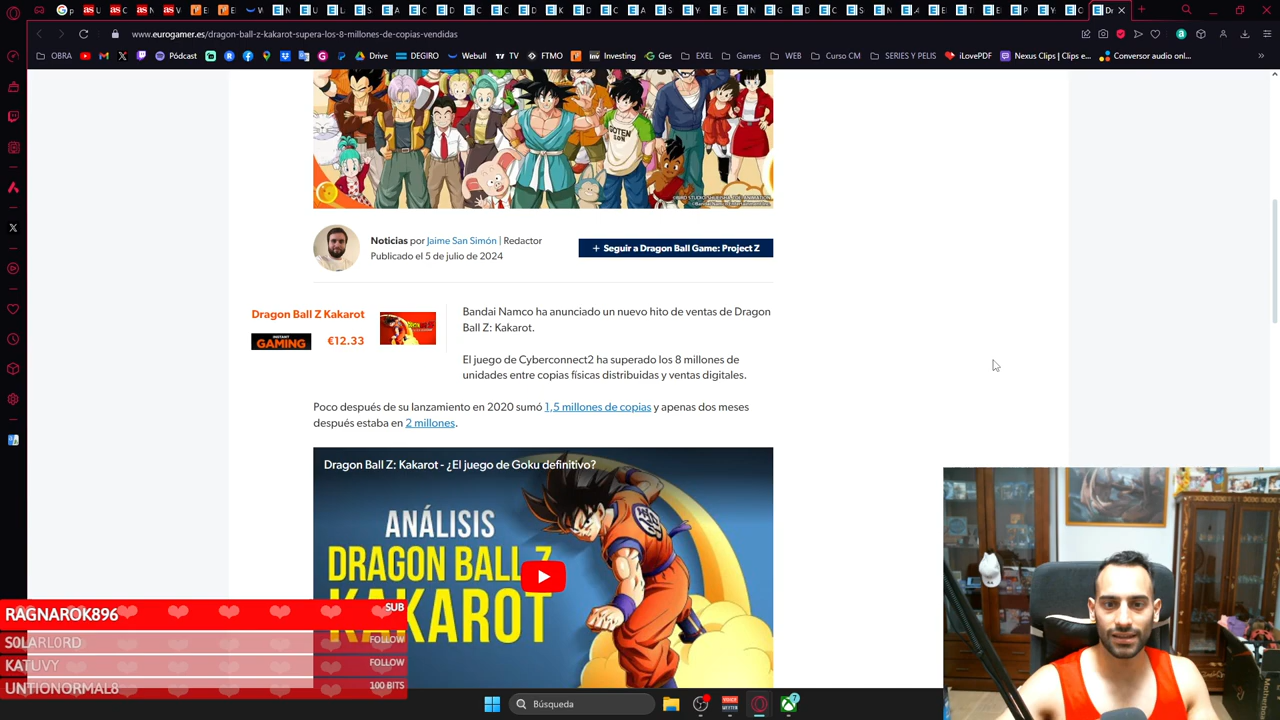 www.eurogamer.es/dragon-ball-z-kakarot-supera-los-8-millones-de-copias-vendidas
OBRA
Pódcast
Drive
DEGIRO
Webull
TV
FTMO
Investing
Ges
EXEL
Games
WEB
Curso CM
SERIES Y PELIS
iLovePDF
Nexus Clips | Clips e...
Conversor audio onl...
GOTEN
SON
Noticias por Jaime San Simón | Redactor
Publicado el 5 de julio de 2024
+ Seguir a Dragon Ball Game: Project Z
Dragon Ball Z Kakarot
INSTANT
GAMING
€12.33
Bandai Namco ha anunciado un nuevo hito de ventas de Dragon
Ball Z: Kakarot.
El juego de Cyberconnect2 ha superado los 8 millones de
unidades entre copias físicas distribuidas y ventas digitales.
Poco después de su lanzamiento en 2020 sumó 1,5 millones de copias y apenas dos meses
después estaba en 2 millones.
Dragon Ball Z: Kakarot - ¿El juego de Goku definitivo?
ANÁLISIS
DRAGON BALL Z
KAKAROT
RAGNAROK896
SUB
S0LARL0RD
FOLLOW
KATUVY
FOLLOW
UNTIONORMAL8
100 BITS
Búsqueda